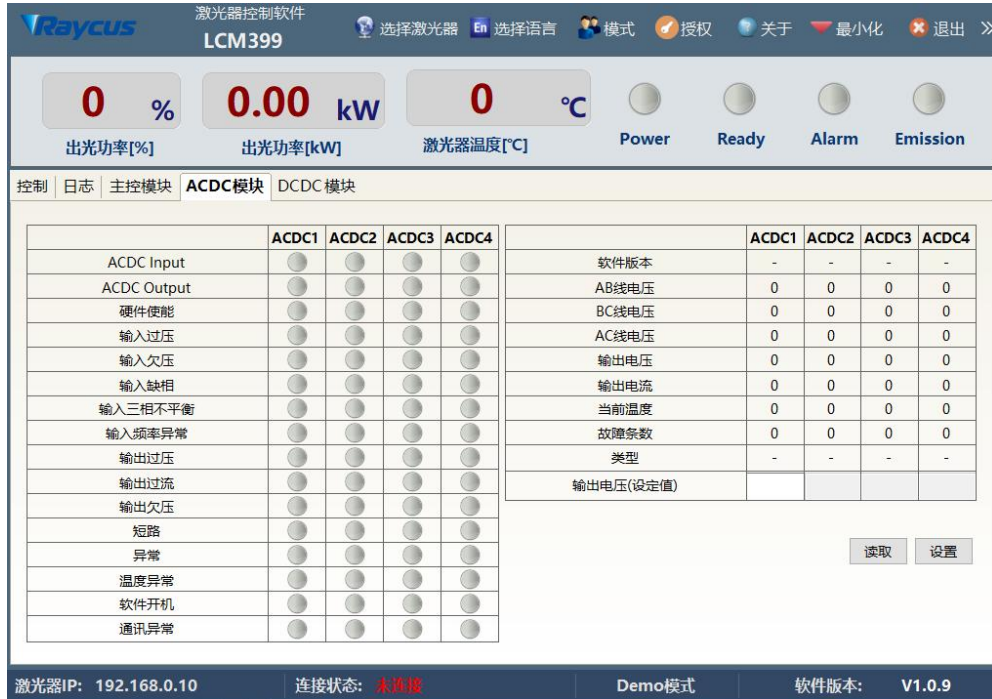 Raycus
激光器控制软件
LCM399
选择激光器 En 选择语言 模式 授权 关于 最小化 退出 »
0 % 0.00 kW 0 ℃
出光功率[%] 出光功率[kW] 激光器温度[℃] Power Ready Alarm Emission
控制 日志 主控模块 ACDC模块 DCDC模块
ACDC1 ACDC2 ACDC3 ACDC4
ACDC Input
ACDC Output
硬件使能
输入过压
输入欠压
输入缺相
输入三相不平衡
输入频率异常
输出过压
输出过流
输出欠压
短路
异常
温度异常
软件开机
通讯异常
ACDC1 ACDC2 ACDC3 ACDC4
软件版本 - - - -
AB线电压 0 0 0 0
BC线电压 0 0 0 0
AC线电压 0 0 0 0
输出电压 0 0 0 0
输出电流 0 0 0 0
当前温度 0 0 0 0
故障条数 0 0 0 0
类型 - - - -
输出电压(设定值)
读取 设置
激光器IP: 192.168.0.10 连接状态: 未连接 Demo模式 软件版本: V1.0.9